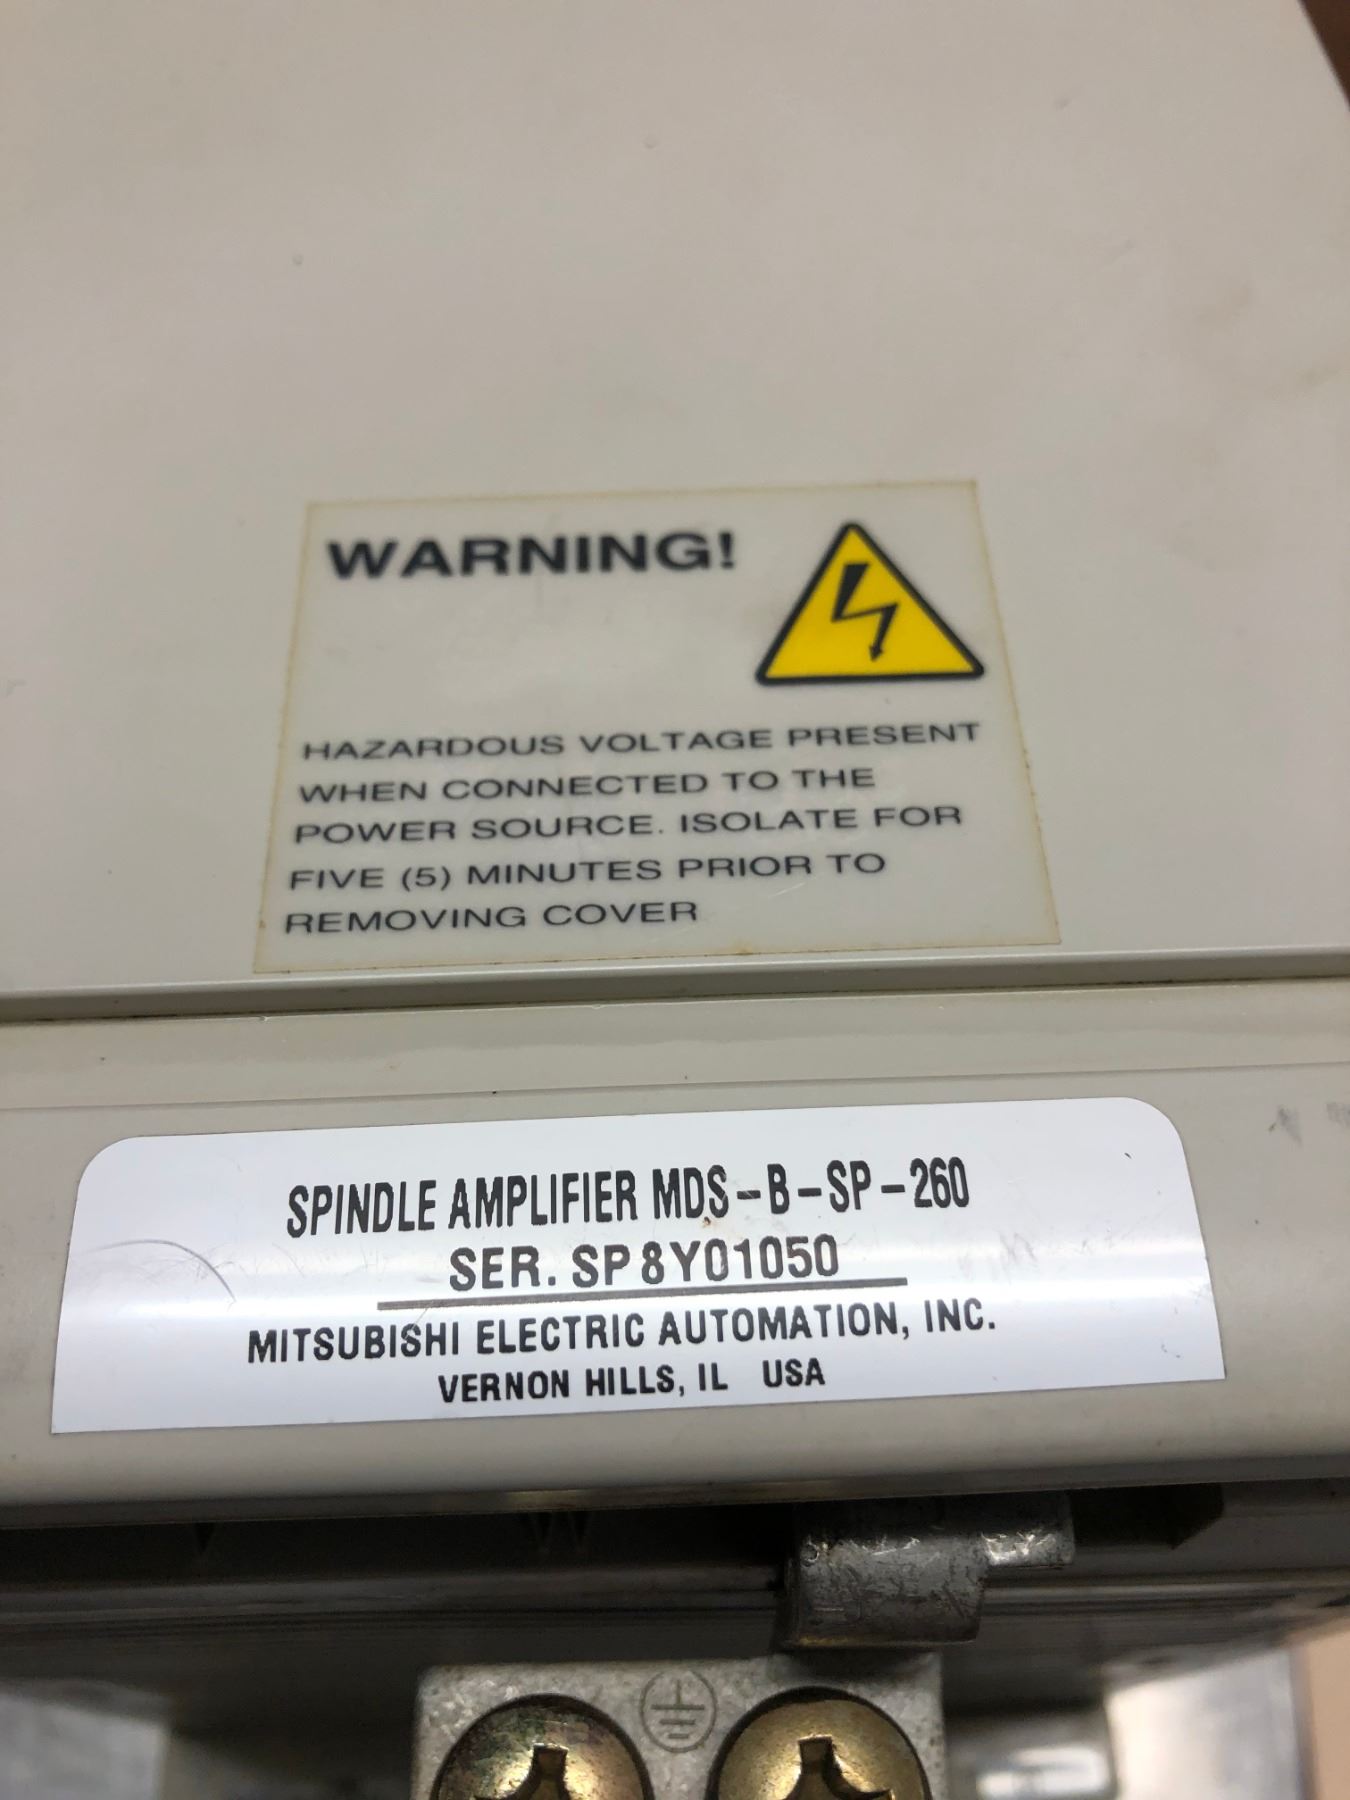 WARNING!
HAZARDOUS VOLTAGE PRESENT
WHEN CONNECTED TO THE
POWER SOURCE. ISOLATE FOR
FIVE (5) MINUTES PRIOR TO
REMOVING COVER
SPINDLE AMPLIFIER MDS-B-SP-260
SER. SP8Y01050
MITSUBISHI ELECTRIC AUTOMATION, INC.
VERNON HILLS, IL USA
V W